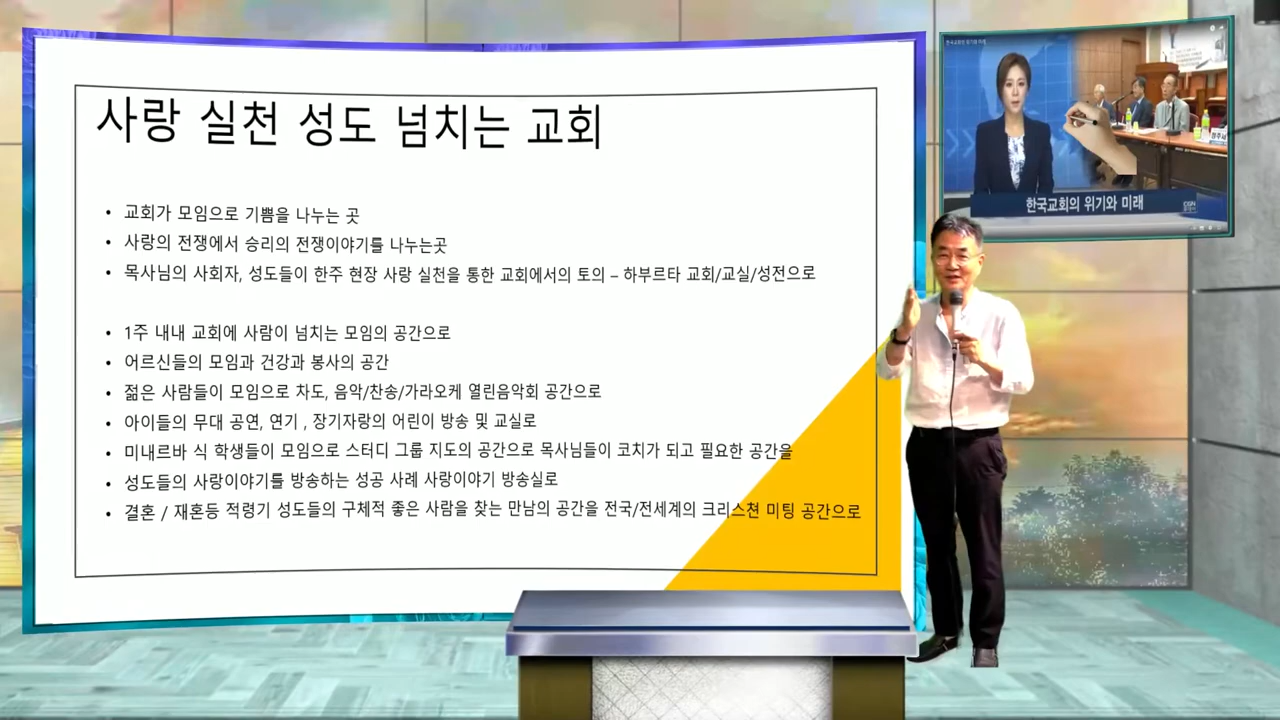 사랑 실천 성도 넘치는 교회
• 교회가 모임으로 기쁨을 나누는 곳
• 사랑의 전쟁에서 승리의 전쟁이야기를 나누는곳
• 목사님의 사회자, 성도들이 한주 현장 사랑 실천을 통한 교회에서의 토의 – 하부르타 교회/교실/성전으로
• 1주 내내 교회에 사람이 넘치는 모임의 공간으로
• 어르신들의 모임과 건강과 봉사의 공간
• 젊은 사람들이 모임으로 차도, 음악/찬송/가라오케 열린음악회 공간으로
• 아이들의 무대 공연, 연기 , 장기자랑의 어린이 방송 및 교실로
• 미내르바 식 학생들이 모임으로 스터디 그룹 지도의 공간으로 목사님들이 코치가 되고 필요한 공간을
• 성도들의 사랑이야기를 방송하는 성공 사례 사랑이야기 방송실로
• 결혼 / 재혼등 적령기 성도들의 구체적 좋은 사람을 찾는 만남의 공간을 전국/전세계의 크리스쳔 미팅 공간으로
한국교회의 위기와 미래
한국교회의 위기와 미래
CGN